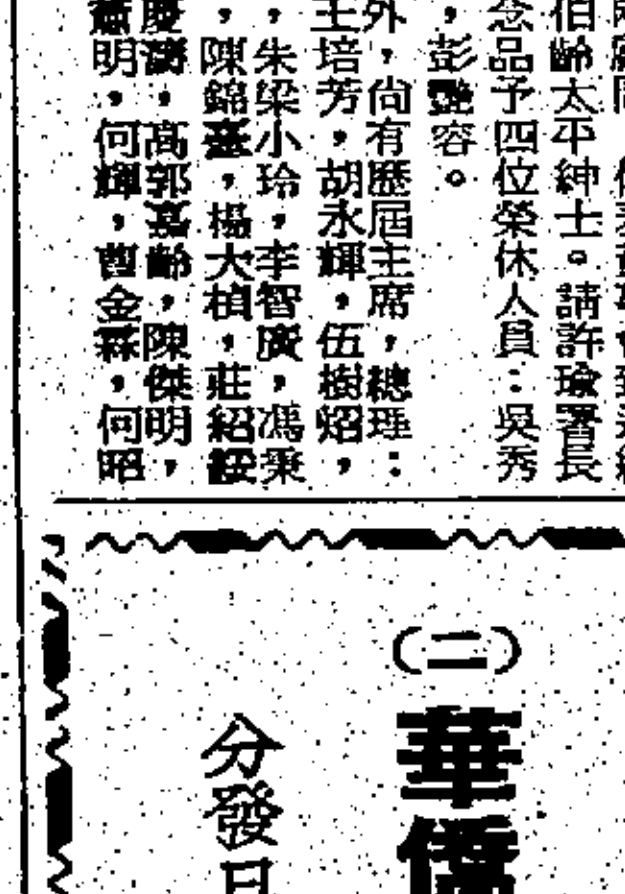 伯齡太平紳士。請許瑜署長
念品予四位榮休人員：吳秀
，彭艷容。
外，尚有歷屆主席，總理：
王培芳，胡永輝，伍樹炤，
，朱梁小玲，李智廣，馮秉
，陳錦臺，楊大楨，莊紹綏
慶濤，高郭嘉齡，陳傑明，
蕭明，何輝，曹金霖，何昭
（二）
華僑
分發日